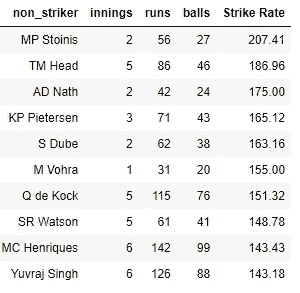 non_striker innings runs balls Strike Rate
MP Stoinis 2 56 27 207.41
TM Head 5 86 46 186.96
AD Nath 2 42 24 175.00
KP Pietersen 3 71 43 165.12
S Dube 2 62 38 163.16
M Vohra 1 31 20 155.00
Q de Kock 5 115 76 151.32
SR Watson 5 61 41 148.78
MC Henriques 6 142 99 143.43
Yuvraj Singh 6 126 88 143.18